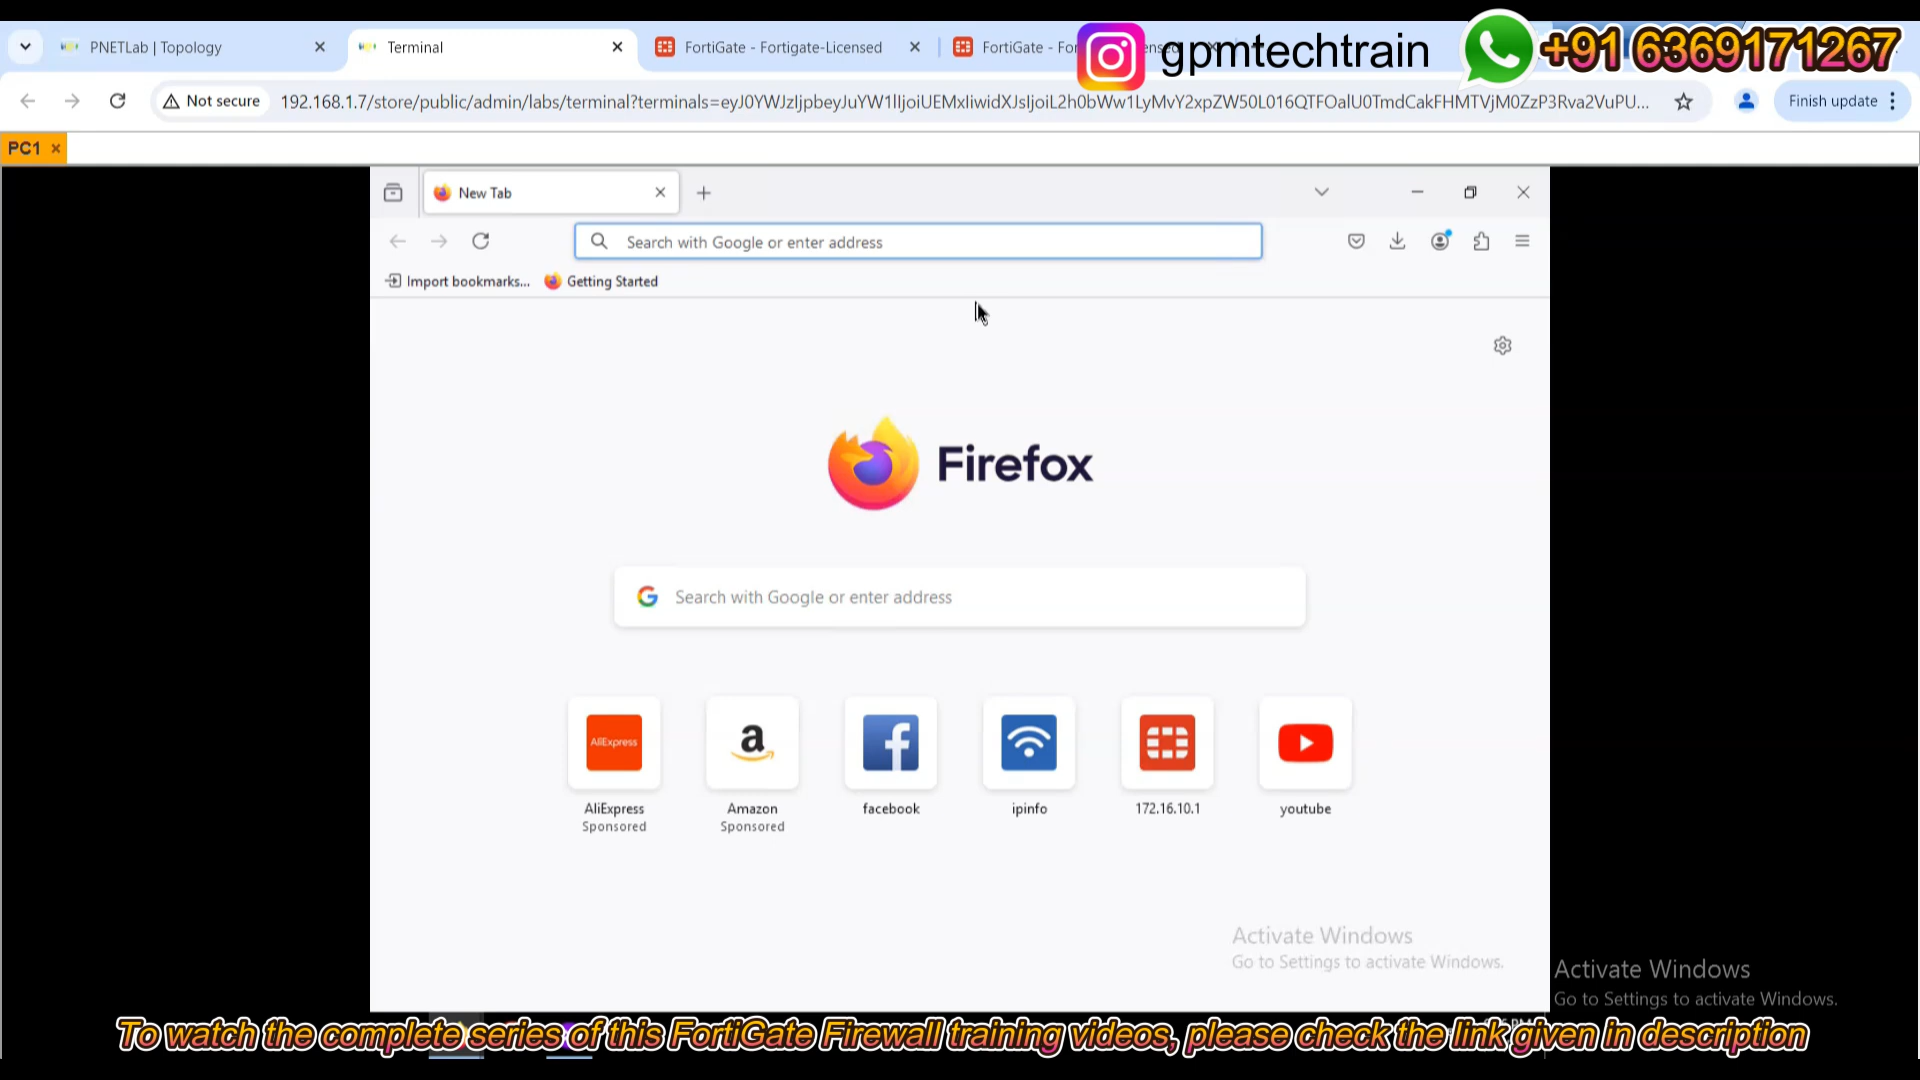 PNETLab | Topology
Terminal
FortiGate - Fortigate-Licensed
FortiGate - For
gpmtechtrain
+91 6369171267
Not secure
192.168.1.7/store/public/admin/labs/terminal?terminals=eyJ0YWJzIjpbeyJuYW1lIjoiUEMxIiwidXJsIjoiL2h0bWw1LyMvY2xpZW50L016QTFOalU0TmdCakFHMTVjM0ZzP3Rva2VuPU...
Finish update
PC1
New Tab
Search with Google or enter address
Import bookmarks...
Getting Started
Firefox
Search with Google or enter address
AliExpress
a
f
AliExpress
Sponsored
Amazon
Sponsored
facebook
ipinfo
172.16.10.1
youtube
Activate Windows
Go to Settings to activate Windows.
Activate Windows
Go to Settings to activate Windows.
To watch the complete series of this FortiGate Firewall training videos, please check the link given in description